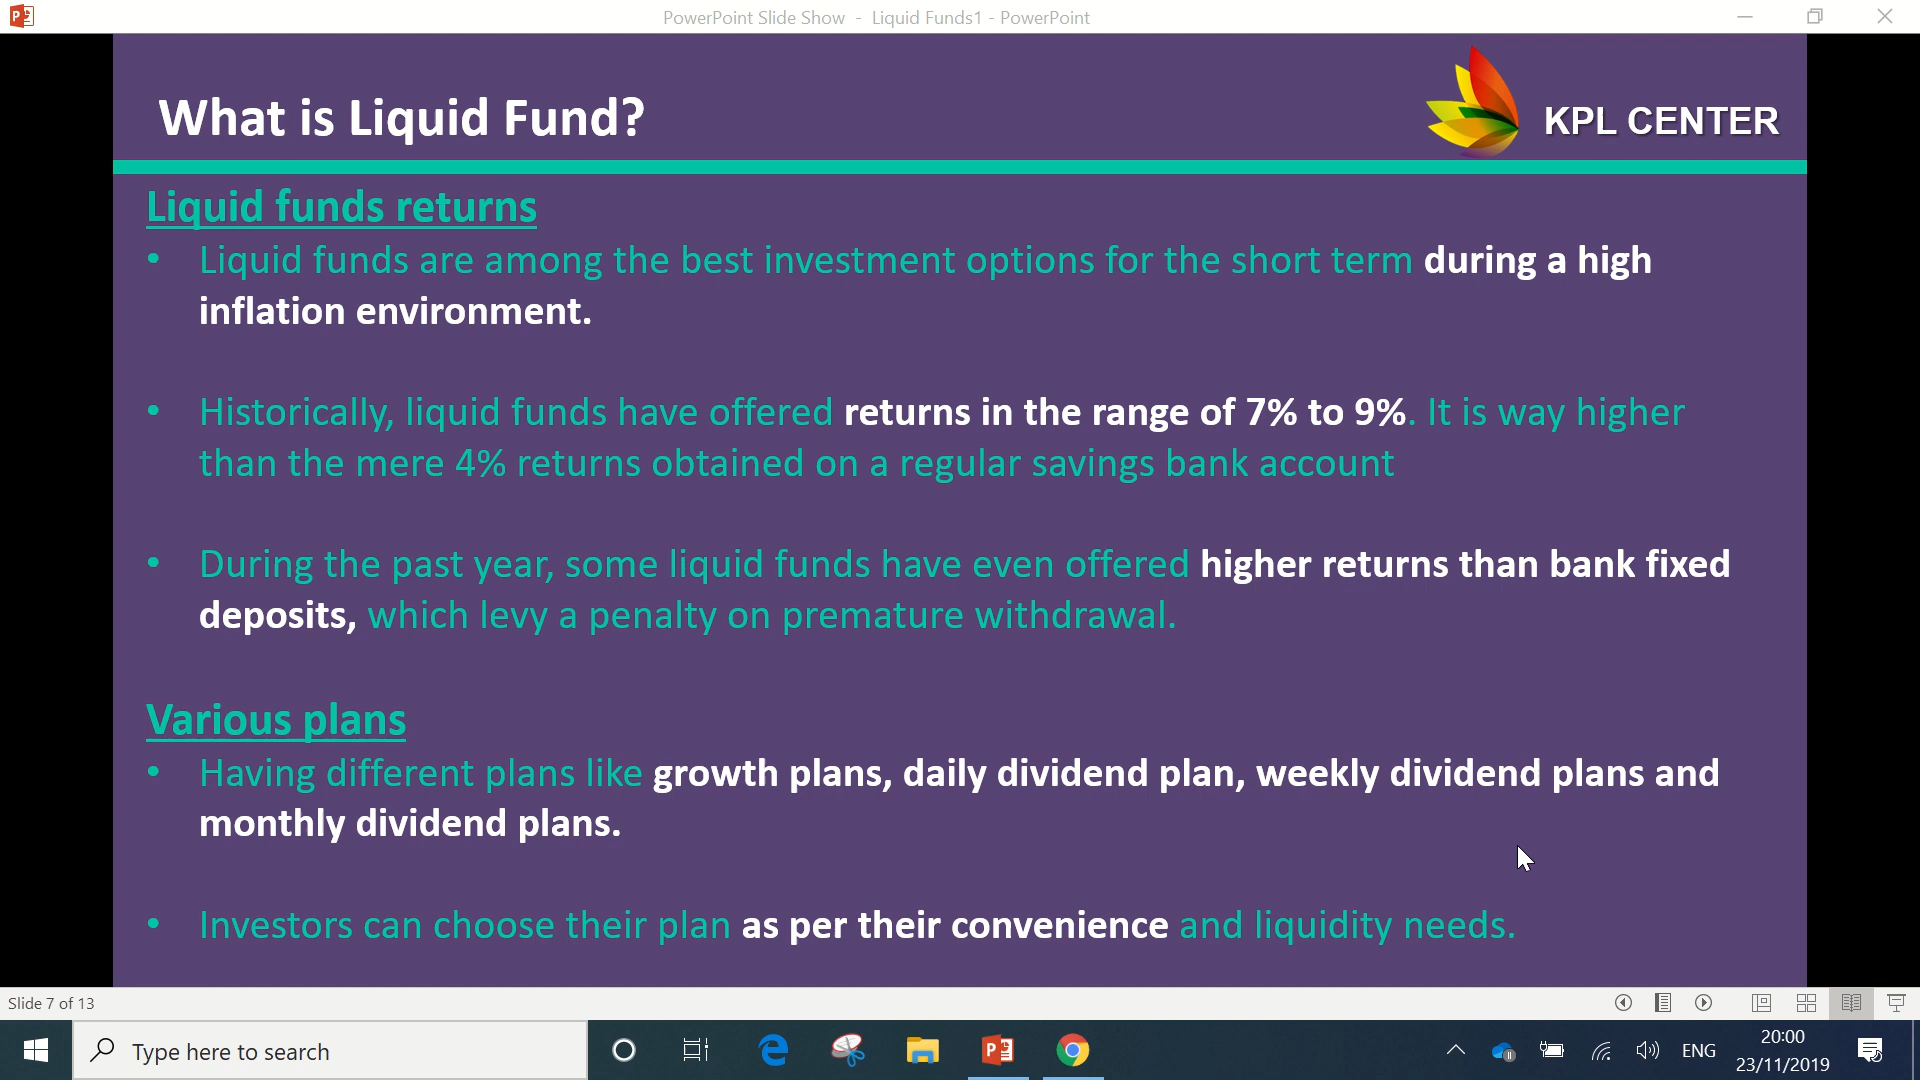 PowerPoint Slide Show - Liquid Funds1 - PowerPoint
What is Liquid Fund?
KPL CENTER
Liquid funds returns
• Liquid funds are among the best investment options for the short term during a high
inflation environment.
• Historically, liquid funds have offered returns in the range of 7% to 9%. It is way higher
than the mere 4% returns obtained on a regular savings bank account
• During the past year, some liquid funds have even offered higher returns than bank fixed
deposits, which levy a penalty on premature withdrawal.
Various plans
• Having different plans like growth plans, daily dividend plan, weekly dividend plans and
monthly dividend plans.
• Investors can choose their plan as per their convenience and liquidity needs.
Slide 7 of 13
Type here to search
ENG
20:00
23/11/2019